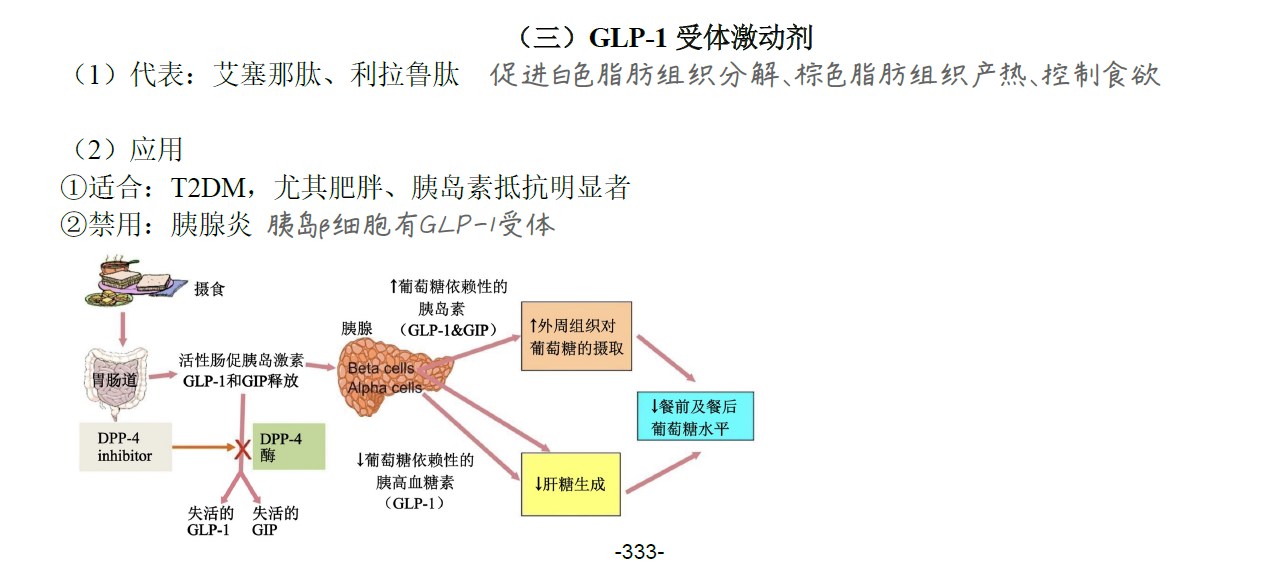 （三）GLP-1 受体激动剂
（1）代表：艾塞那肽、利拉鲁肽 促进白色脂肪组织分解、棕色脂肪组织产热、控制食欲
（2）应用
①适合：T2DM，尤其肥胖、胰岛素抵抗明显者
②禁用：胰腺炎 胰岛β细胞有GLP-1受体
摄食
胃肠道
活性肠促胰岛激素
GLP-1和GIP释放
DPP-4
inhibitor
DPP-4
酶
失活的
GLP-1
失活的
GIP
胰腺
Beta cells
Alpha cells
↑葡萄糖依赖性的
胰岛素
（GLP-1&GIP）
↓葡萄糖依赖性的
胰高血糖素
（GLP-1）
↑外周组织对
葡萄糖的摄取
↓肝糖生成
↓餐前及餐后
葡萄糖水平
-333-